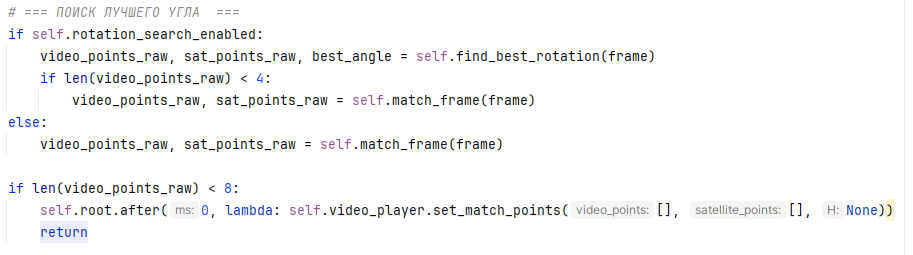 # === ПОИСК ЛУЧШЕГО УГЛА  ===
if self.rotation_search_enabled:
    video_points_raw, sat_points_raw, best_angle = self.find_best_rotation(frame)
    if len(video_points_raw) < 4:
        video_points_raw, sat_points_raw = self.match_frame(frame)
else:
    video_points_raw, sat_points_raw = self.match_frame(frame)

if len(video_points_raw) < 8:
    self.root.after( ms: 0, lambda: self.video_player.set_match_points( video_points: [], satellite_points: [], H: None))
    return